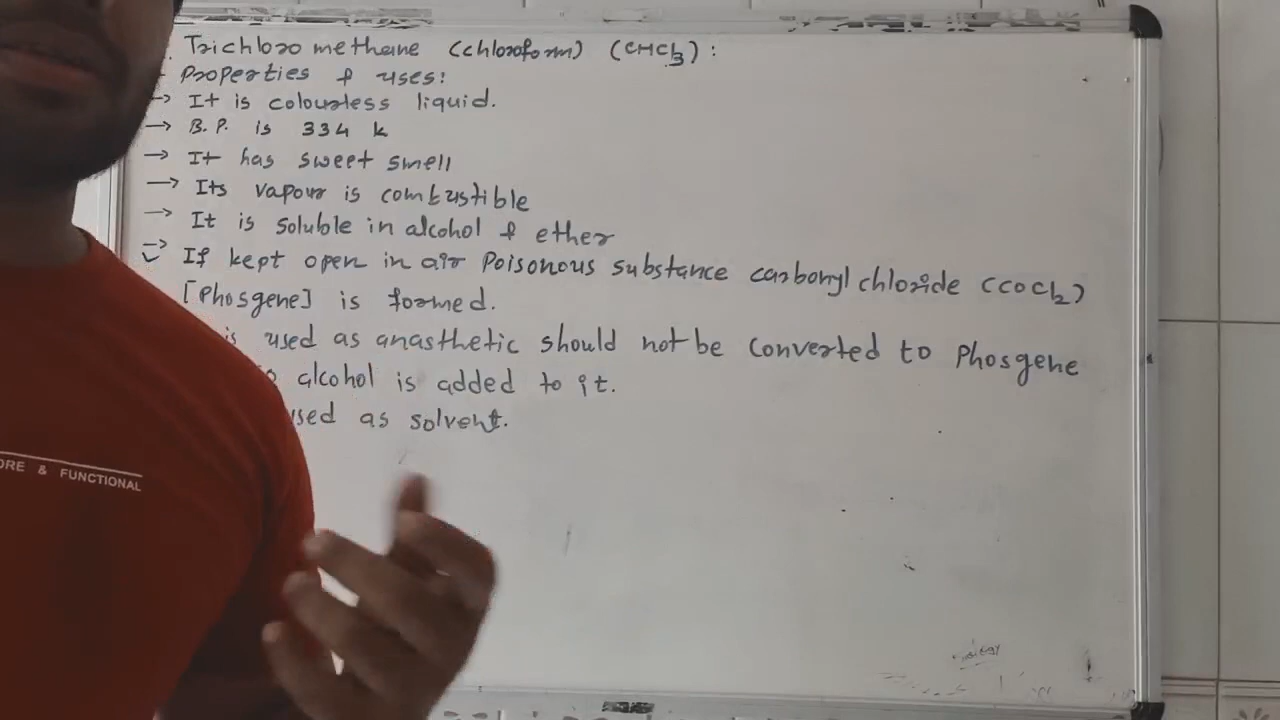 Trichloro methane (chloroform) (CHCl3) :
Properties & uses:
→ It is colourless liquid.
→ B.P. is 334 k
→ It has sweet smell
→ Its vapour is combustible
→ It is soluble in alcohol & ether
→ If kept open in air Poisonous substance carbonyl chloride (COCl2)
[Phosgene] is formed.
is used as anasthetic should not be converted to Phosgene
alcohol is added to it.
used as solvent.
& FUNCTIONAL